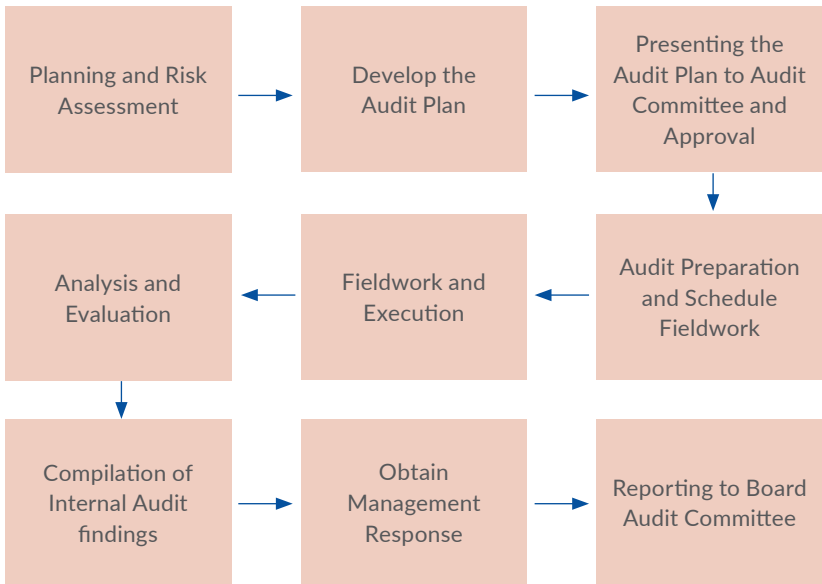 Planning and Risk
Assessment
Develop the
Audit Plan
Presenting the
Audit Plan to Audit
Committee and
Approval
Audit Preparation
and Schedule
Fieldwork
Fieldwork and
Execution
Analysis and
Evaluation
Compilation of
Internal Audit
findings
Obtain
Management
Response
Reporting to Board
Audit Committee